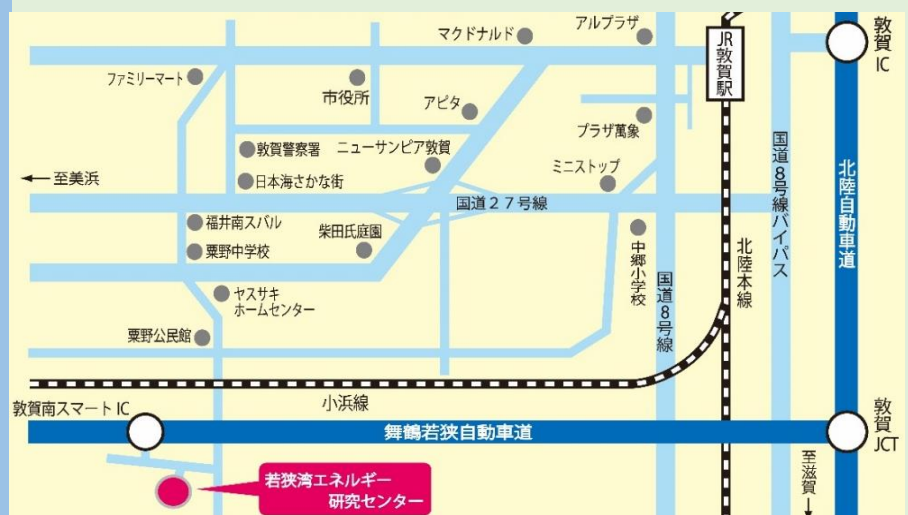 マクドナルド
アルプラザ
JR敦賀駅
敦賀
IC
ファミリーマート
市役所
アピタ
プラザ萬象
敦賀警察署
ニューサンピア敦賀
ミニストップ
国道8号線バイパス
北陸自動車道
←至美浜
日本海さかな街
国道27号線
福井南スバル
柴田氏庭園
粟野中学校
中郷小学校
国道8号線
北陸本線
ヤスサキ
ホームセンター
粟野公民館
小浜線
敦賀南スマートIC
舞鶴若狭自動車道
敦賀
JCT
至滋賀
若狭湾エネルギー
研究センター